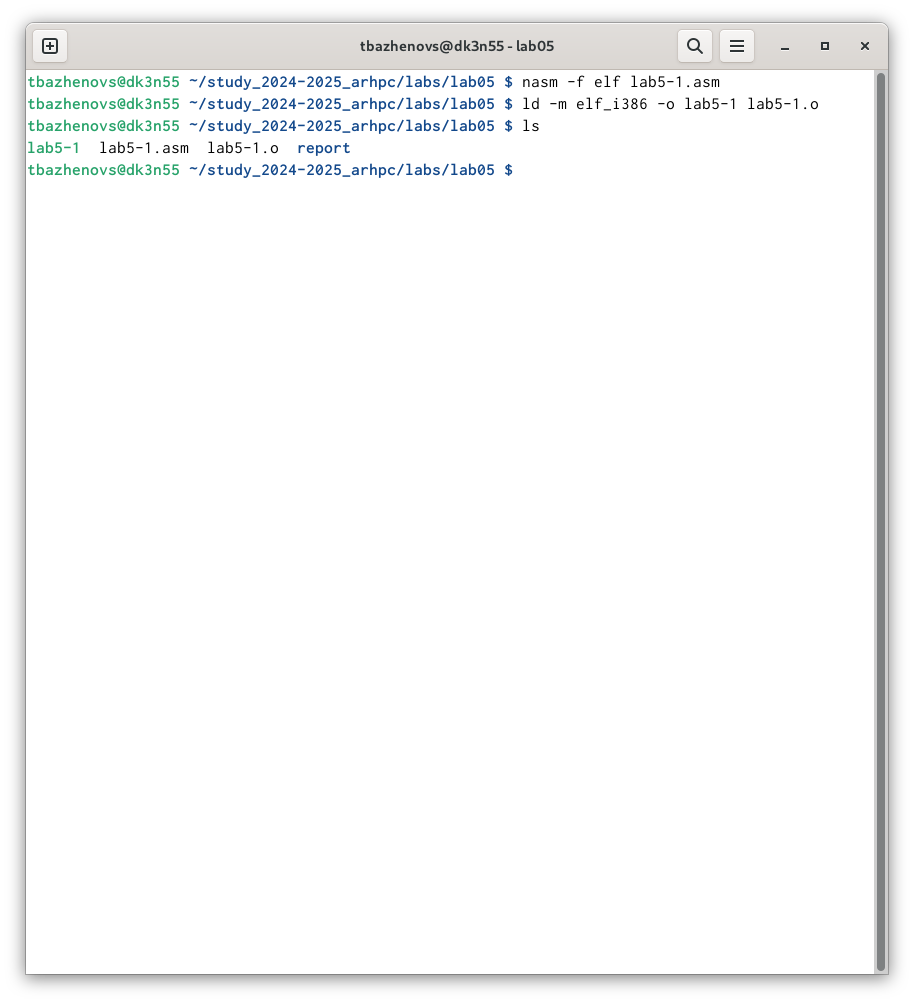 tbazhenovs@dk3n55 - lab05
tbazhenovs@dk3n55 ~/study_2024-2025_arhpc/labs/lab05 $ nasm -f elf lab5-1.asm
tbazhenovs@dk3n55 ~/study_2024-2025_arhpc/labs/lab05 $ ld -m elf_i386 -o lab5-1 lab5-1.o
tbazhenovs@dk3n55 ~/study_2024-2025_arhpc/labs/lab05 $ ls
lab5-1  lab5-1.asm  lab5-1.o  report
tbazhenovs@dk3n55 ~/study_2024-2025_arhpc/labs/lab05 $